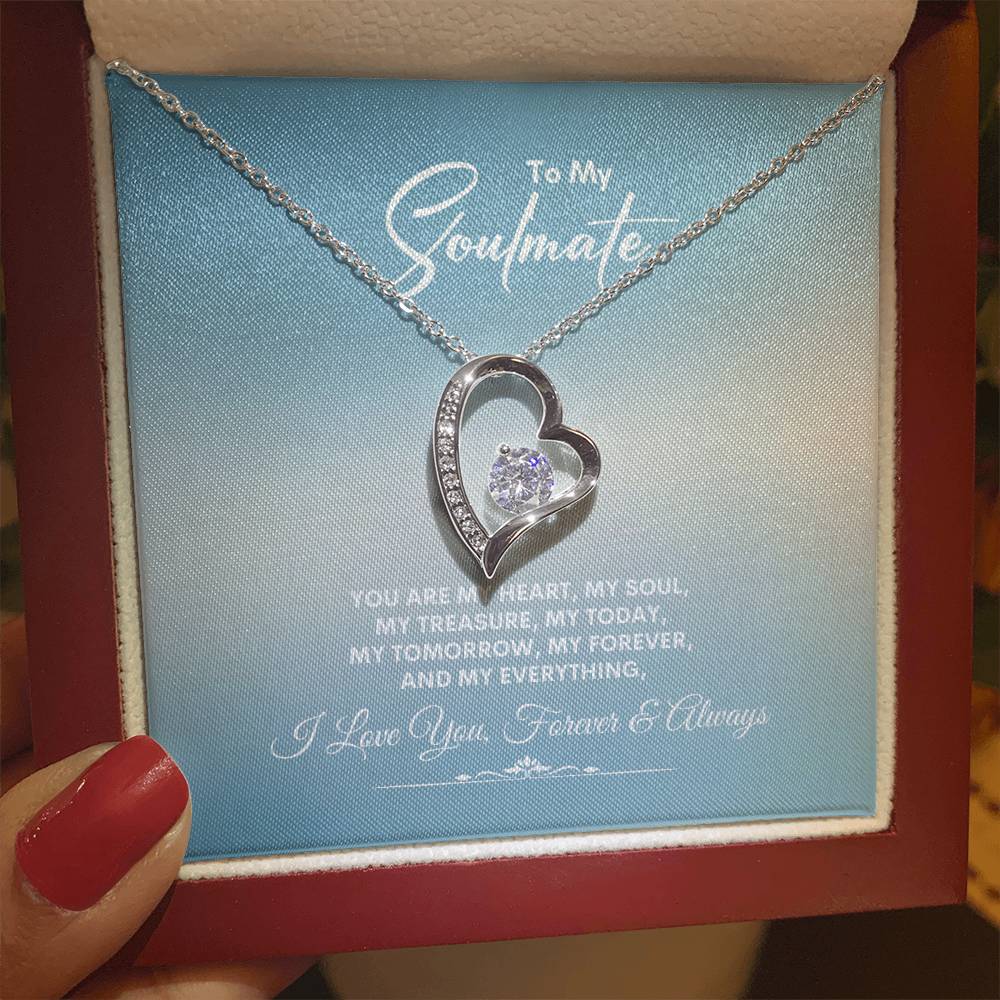 To My
Soulmate
YOU ARE MY HEART, MY SOUL,
MY TREASURE, MY TODAY,
MY TOMORROW, MY FOREVER,
AND MY EVERYTHING,
I Love You, Forever & Always